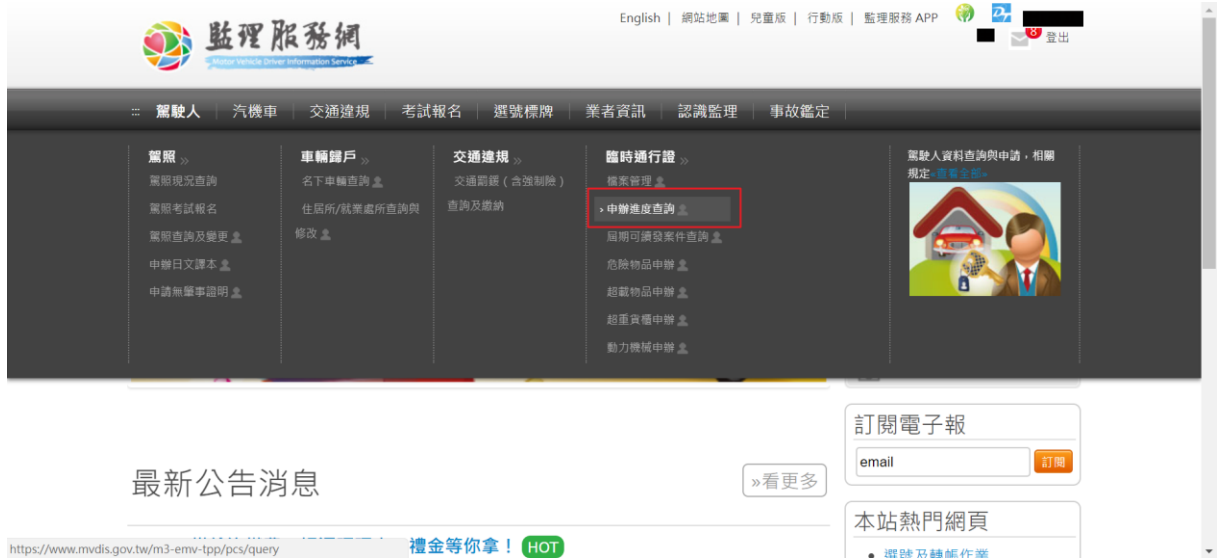 English | 網站地圖 | 兒童版 | 行動版 | 監理服務 APP
監理服務網
Motor Vehicle Driver Information Service
8 登出
::: 駕駛人 | 汽機車 | 交通違規 | 考試報名 | 選號標牌 | 業者資訊 | 認識監理 | 事故鑑定 |
駕照 »
駕照現況查詢
駕照考試報名
駕照查詢及變更
申辦日文譯本
申請無肇事證明
車輛歸戶 »
名下車輛查詢
住居所/就業處所查詢與
修改
交通違規 »
交通罰鍰（含強制險）
查詢及繳納
臨時通行證 »
檔案管理
›申辦進度查詢
屆期可續發案件查詢
危險物品申辦
超載物品申辦
超重貨櫃申辦
動力機械申辦
駕駛人資料查詢與申請，相關
規定»查看全部»
訂閱電子報
email 訂閱
最新公告消息
»看更多
本站熱門網頁
禮金等你拿！ HOT
• 選號及轉帳作業
https://www.mvdis.gov.tw/m3-emv-tpp/pcs/query